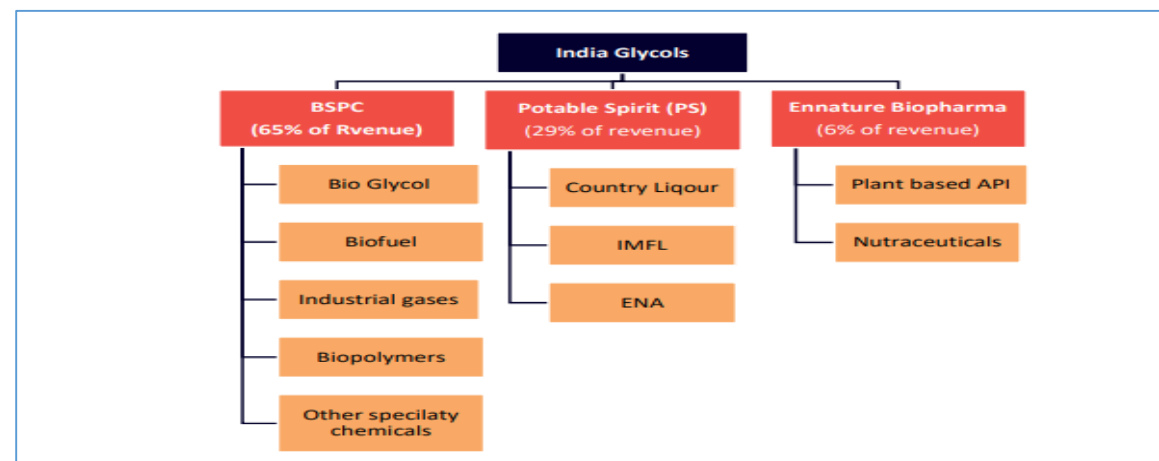 India Glycols
BSPC
(65% of Rvenue)
Bio Glycol
Biofuel
Industrial gases
Biopolymers
Other specilaty
chemicals
Potable Spirit (PS)
(29% of revenue)
Country Liqour
IMFL
ENA
Ennature Biopharma
(6% of revenue)
Plant based API
Nutraceuticals